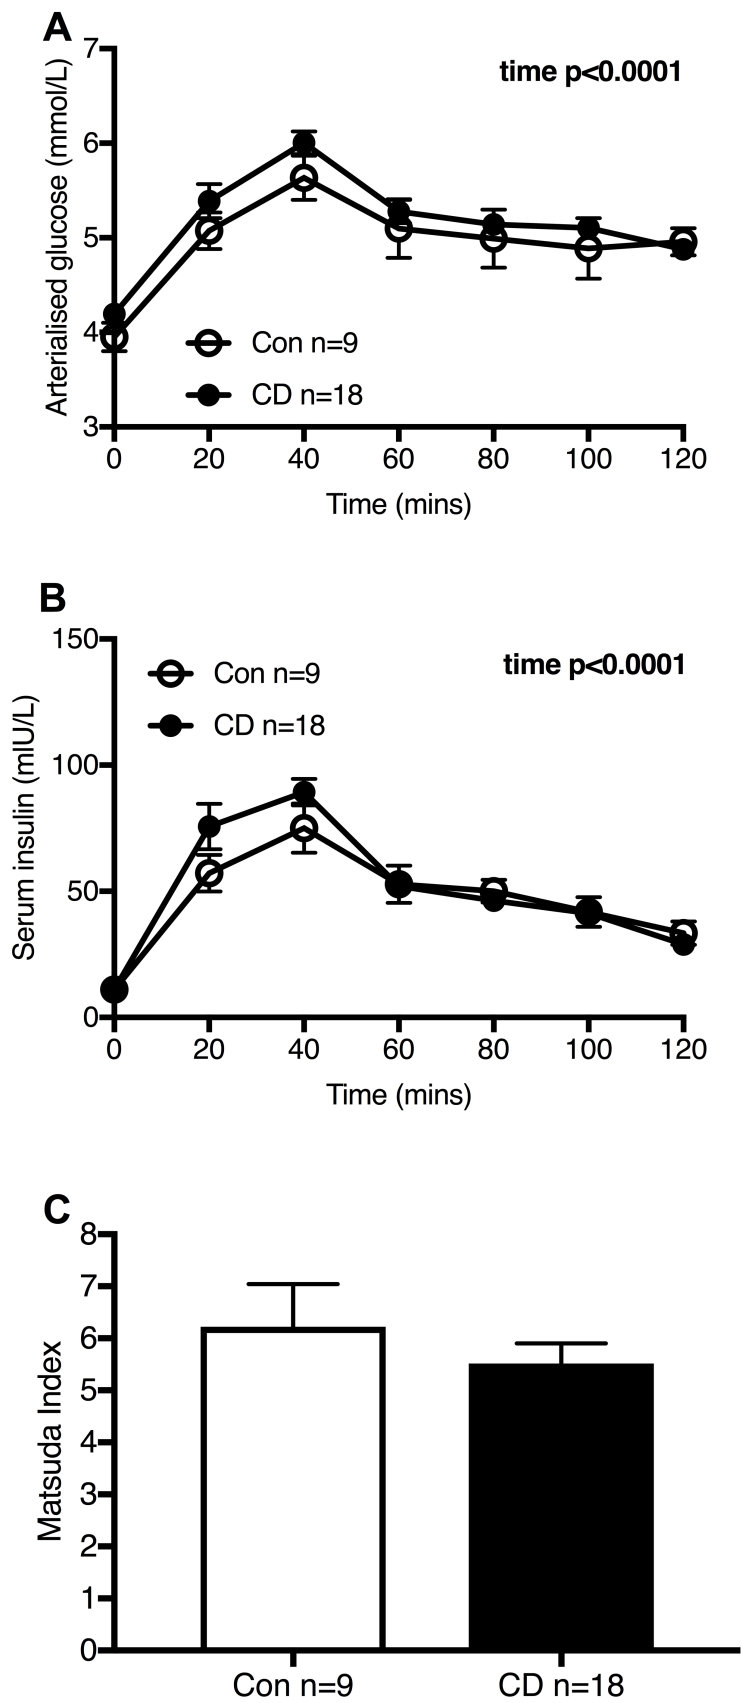 A
Arterialised glucose (mmol/L)
time p<0.0001
7
6
5
4
3
Con n=9
CD n=18
0 20 40 60 80 100 120
Time (mins)
B
Serum insulin (mIU/L)
150
100
50
0
Con n=9
CD n=18
time p<0.0001
0 20 40 60 80 100 120
Time (mins)
C
Matsuda Index
8
7
6
5
4
3
2
1
0
Con n=9 CD n=18